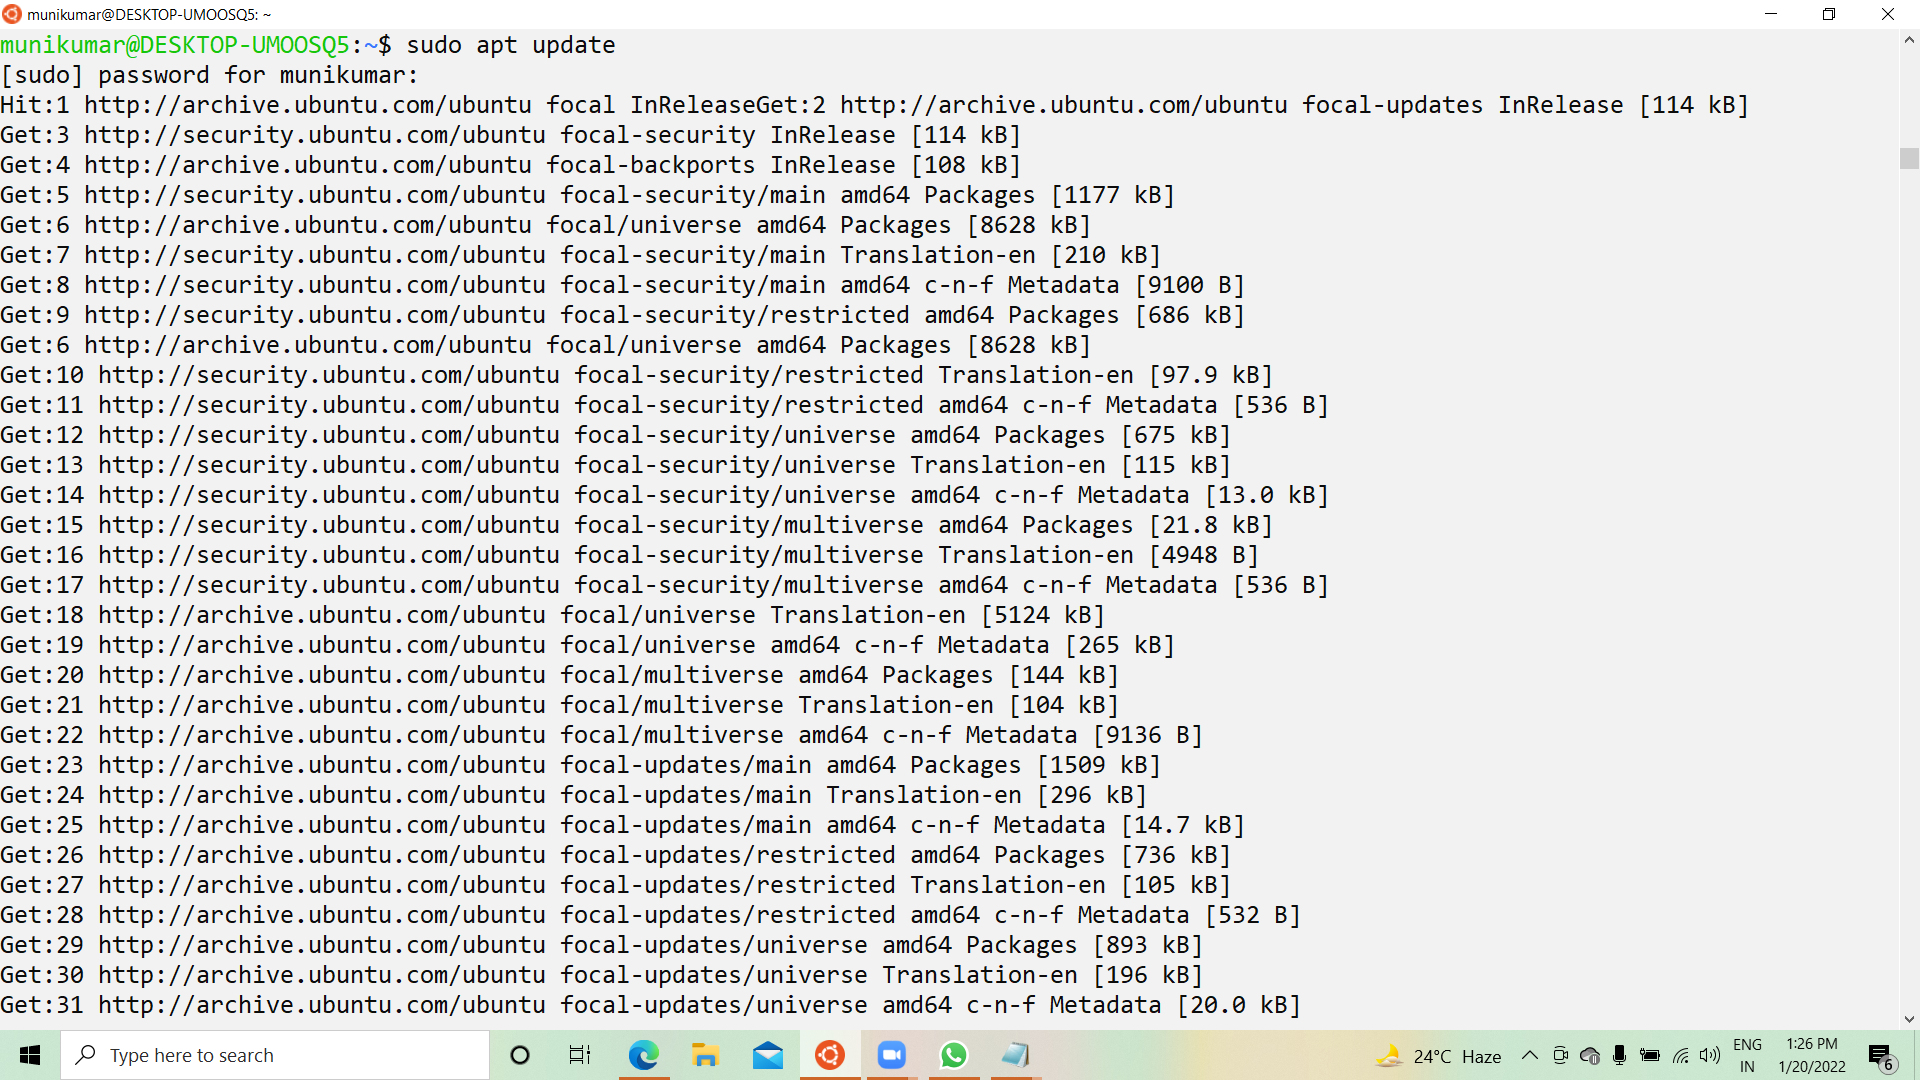 munikumar@DESKTOP-UMOOSQ5: ~
munikumar@DESKTOP-UMOOSQ5:~$ sudo apt update
[sudo] password for munikumar:
Hit:1 http://archive.ubuntu.com/ubuntu focal InReleaseGet:2 http://archive.ubuntu.com/ubuntu focal-updates InRelease [114 kB]
Get:3 http://security.ubuntu.com/ubuntu focal-security InRelease [114 kB]
Get:4 http://archive.ubuntu.com/ubuntu focal-backports InRelease [108 kB]
Get:5 http://security.ubuntu.com/ubuntu focal-security/main amd64 Packages [1177 kB]
Get:6 http://archive.ubuntu.com/ubuntu focal/universe amd64 Packages [8628 kB]
Get:7 http://security.ubuntu.com/ubuntu focal-security/main Translation-en [210 kB]
Get:8 http://security.ubuntu.com/ubuntu focal-security/main amd64 c-n-f Metadata [9100 B]
Get:9 http://security.ubuntu.com/ubuntu focal-security/restricted amd64 Packages [686 kB]
Get:6 http://archive.ubuntu.com/ubuntu focal/universe amd64 Packages [8628 kB]
Get:10 http://security.ubuntu.com/ubuntu focal-security/restricted Translation-en [97.9 kB]
Get:11 http://security.ubuntu.com/ubuntu focal-security/restricted amd64 c-n-f Metadata [536 B]
Get:12 http://security.ubuntu.com/ubuntu focal-security/universe amd64 Packages [675 kB]
Get:13 http://security.ubuntu.com/ubuntu focal-security/universe Translation-en [115 kB]
Get:14 http://security.ubuntu.com/ubuntu focal-security/universe amd64 c-n-f Metadata [13.0 kB]
Get:15 http://security.ubuntu.com/ubuntu focal-security/multiverse amd64 Packages [21.8 kB]
Get:16 http://security.ubuntu.com/ubuntu focal-security/multiverse Translation-en [4948 B]
Get:17 http://security.ubuntu.com/ubuntu focal-security/multiverse amd64 c-n-f Metadata [536 B]
Get:18 http://archive.ubuntu.com/ubuntu focal/universe Translation-en [5124 kB]
Get:19 http://archive.ubuntu.com/ubuntu focal/universe amd64 c-n-f Metadata [265 kB]
Get:20 http://archive.ubuntu.com/ubuntu focal/multiverse amd64 Packages [144 kB]
Get:21 http://archive.ubuntu.com/ubuntu focal/multiverse Translation-en [104 kB]
Get:22 http://archive.ubuntu.com/ubuntu focal/multiverse amd64 c-n-f Metadata [9136 B]
Get:23 http://archive.ubuntu.com/ubuntu focal-updates/main amd64 Packages [1509 kB]
Get:24 http://archive.ubuntu.com/ubuntu focal-updates/main Translation-en [296 kB]
Get:25 http://archive.ubuntu.com/ubuntu focal-updates/main amd64 c-n-f Metadata [14.7 kB]
Get:26 http://archive.ubuntu.com/ubuntu focal-updates/restricted amd64 Packages [736 kB]
Get:27 http://archive.ubuntu.com/ubuntu focal-updates/restricted Translation-en [105 kB]
Get:28 http://archive.ubuntu.com/ubuntu focal-updates/restricted amd64 c-n-f Metadata [532 B]
Get:29 http://archive.ubuntu.com/ubuntu focal-updates/universe amd64 Packages [893 kB]
Get:30 http://archive.ubuntu.com/ubuntu focal-updates/universe Translation-en [196 kB]
Get:31 http://archive.ubuntu.com/ubuntu focal-updates/universe amd64 c-n-f Metadata [20.0 kB]
Type here to search
24°C Haze
ENG
IN
1:26 PM
1/20/2022
6